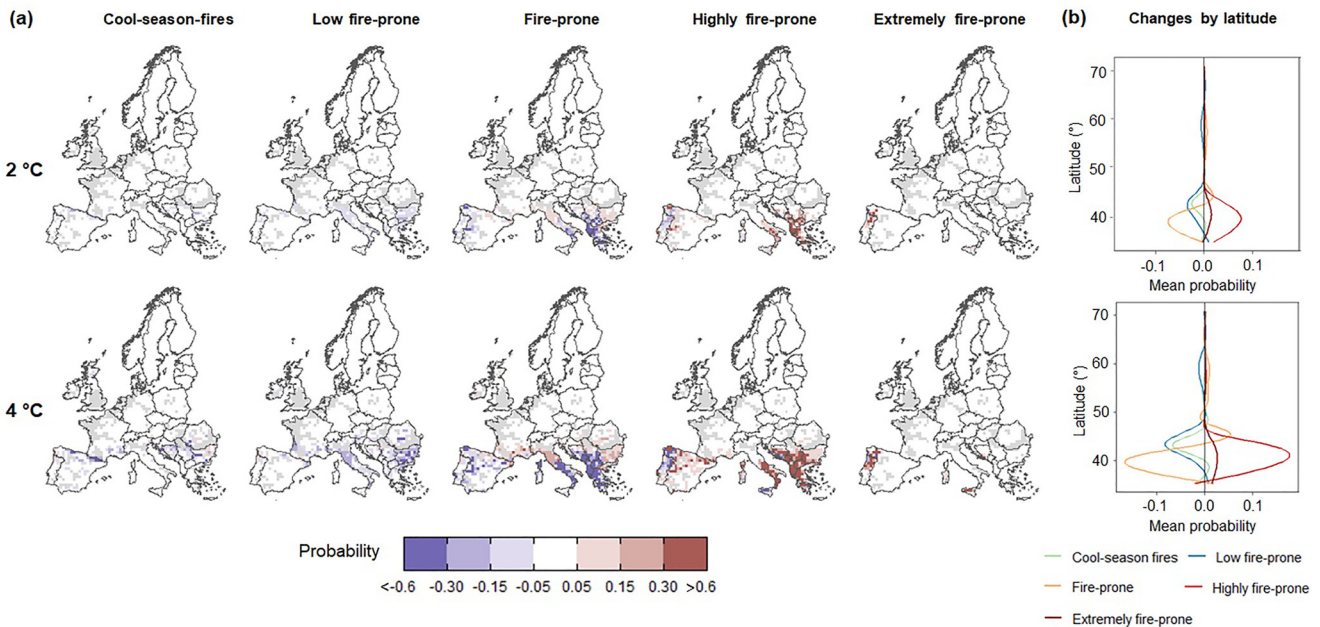 (a) Cool-season-fires Low fire-prone Fire-prone Highly fire-prone Extremely fire-prone (b) Changes by latitude
2 °C
70
60
50
40
Latitude (°)
-0.1 0.0 0.1
Mean probability
4 °C
70
60
50
40
Latitude (°)
-0.1 0.0 0.1
Mean probability
Probability
<-0.6 -0.30 -0.15 -0.05 0.05 0.15 0.30 >0.6
Cool-season fires Low fire-prone
Fire-prone Highly fire-prone
Extremely fire-prone